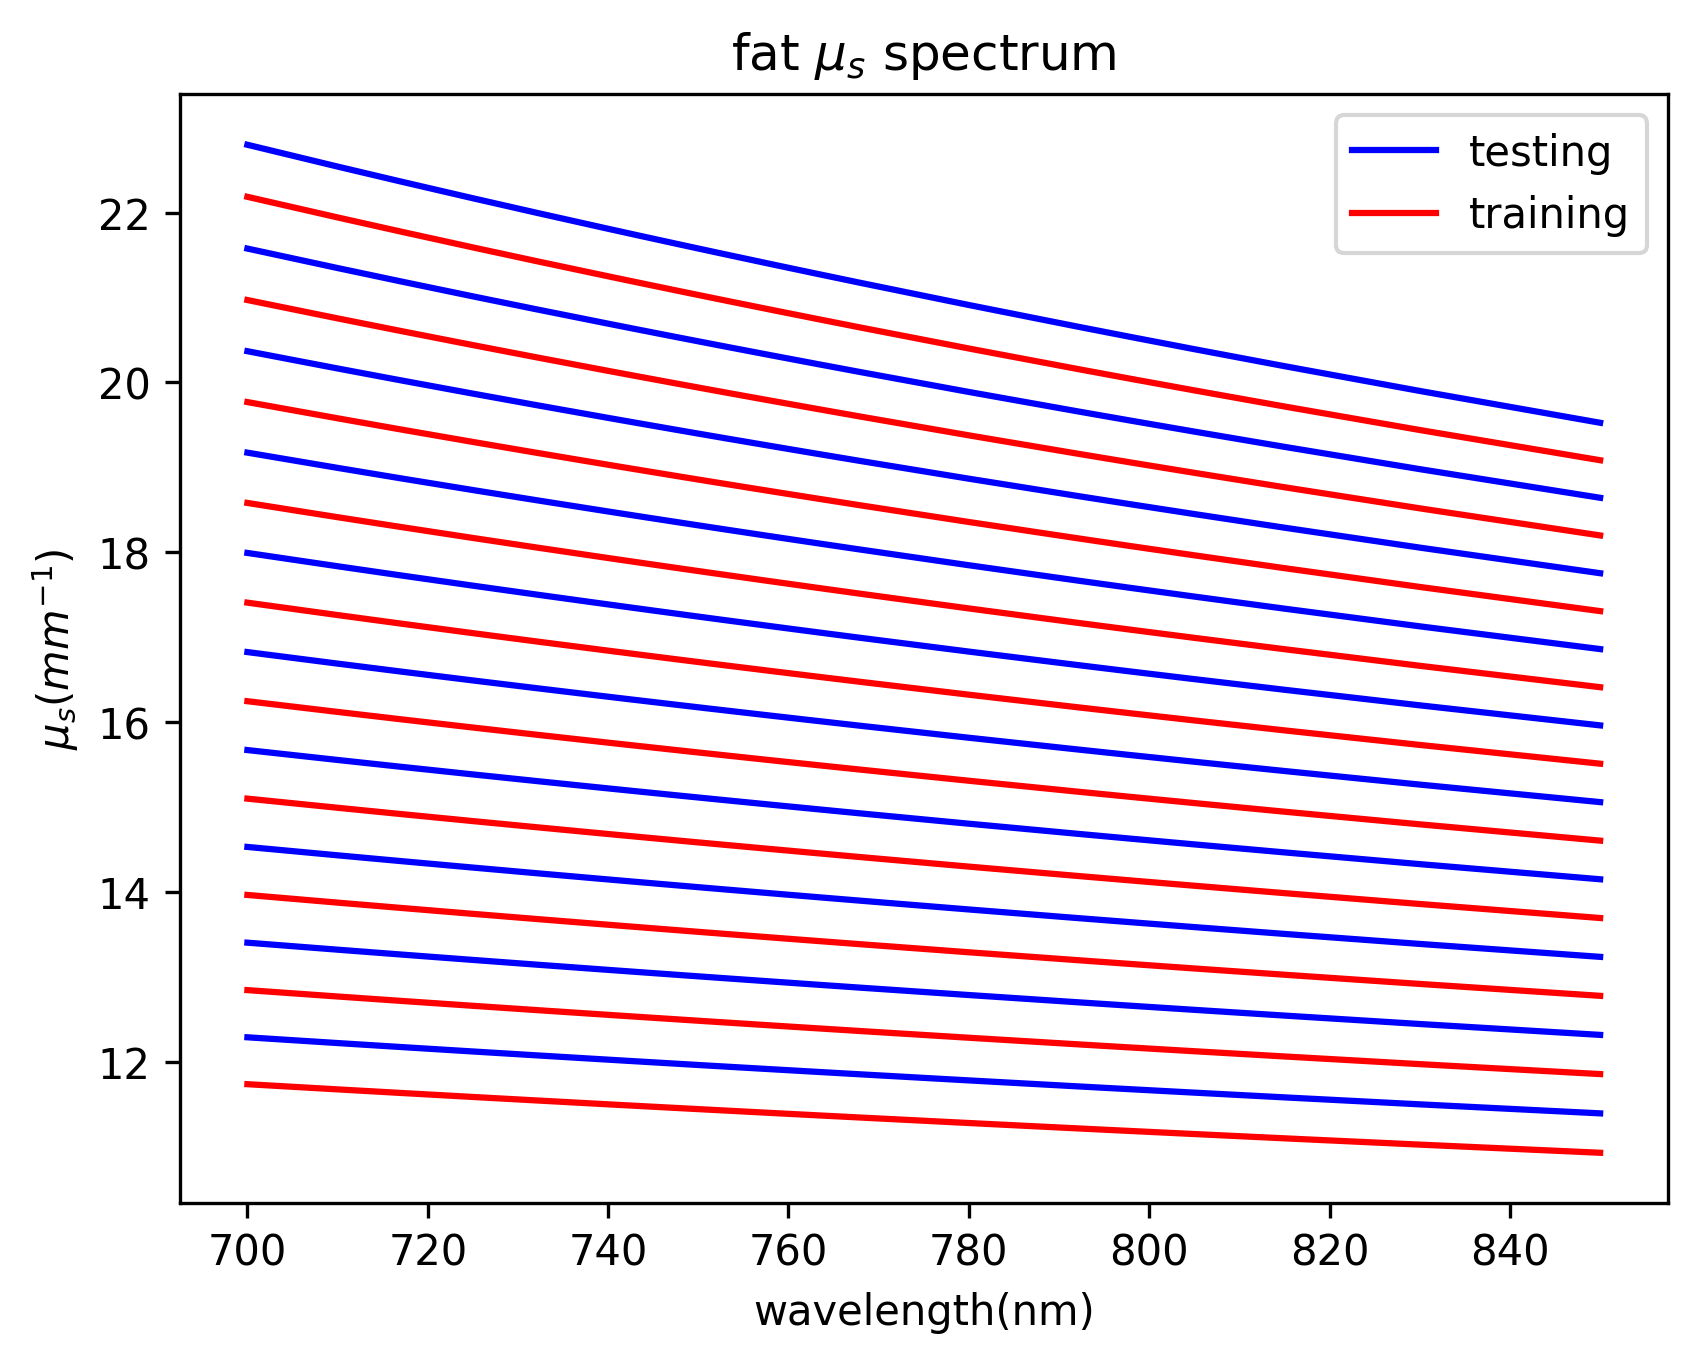 fat μs spectrum
testing
training
22
20
18
16
14
12
μs(mm−1)
700 720 740 760 780 800 820 840
wavelength(nm)